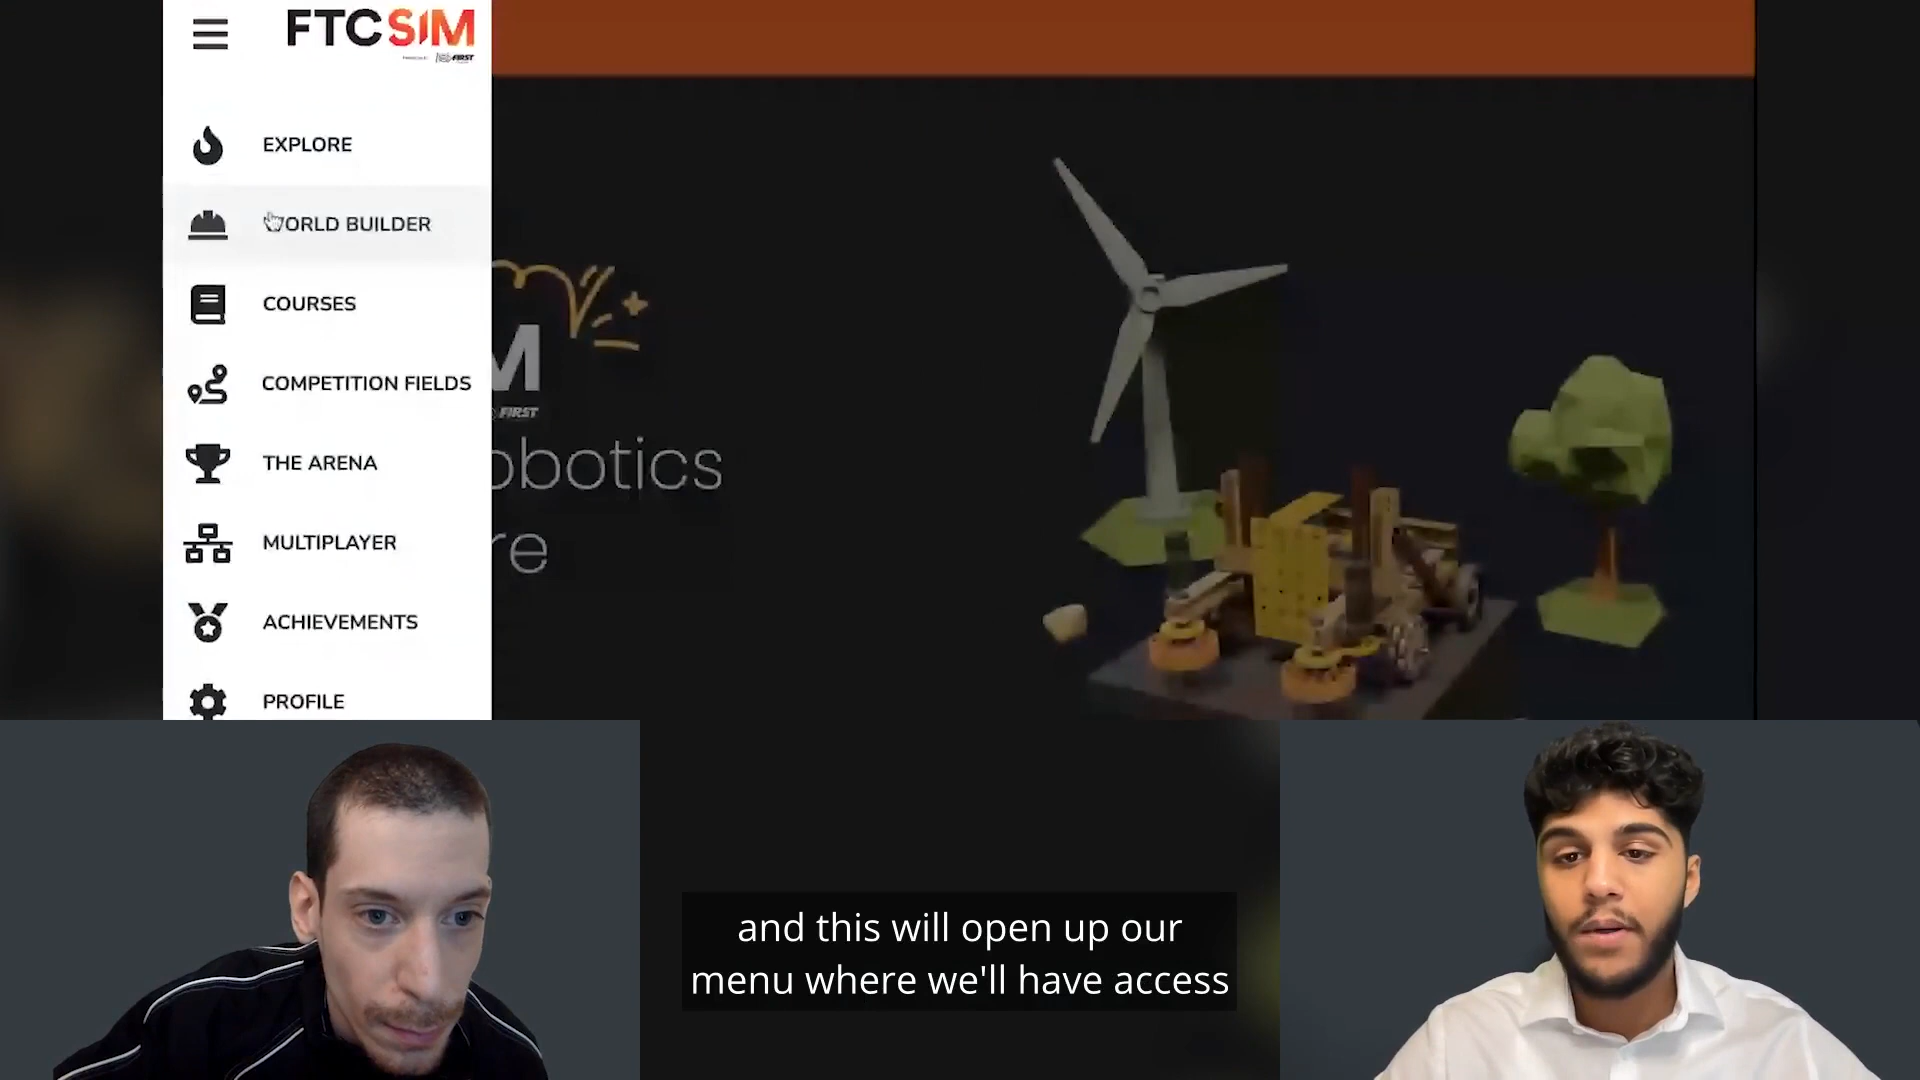 FTCSIM
FIRST
EXPLORE
WORLD BUILDER
COURSES
COMPETITION FIELDS
THE ARENA
MULTIPLAYER
ACHIEVEMENTS
PROFILE
M
FIRST
obotics
re
and this will open up our
menu where we'll have access